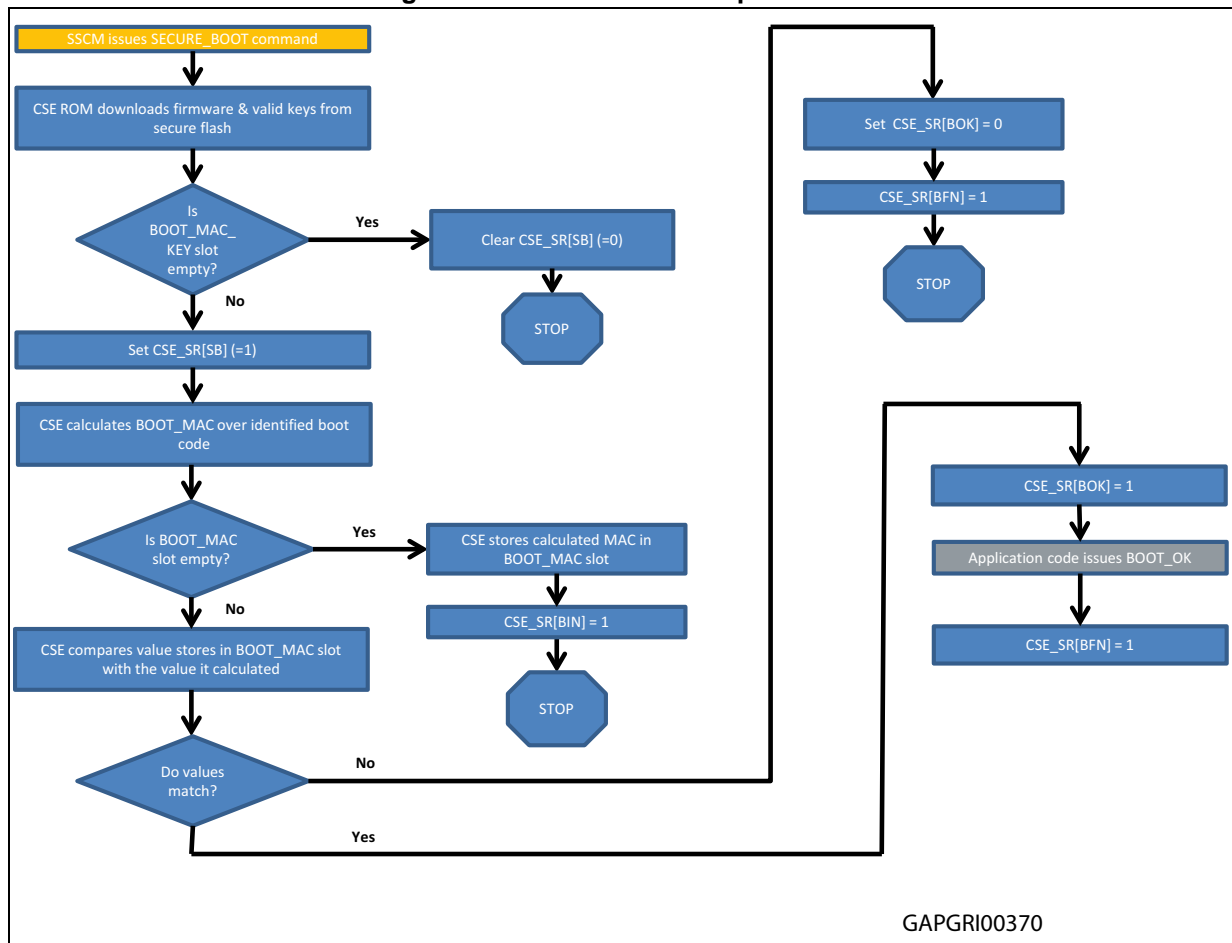 SSCM issues SECURE_BOOT command
CSE ROM downloads firmware & valid keys from
secure flash
Is
BOOT_MAC_
KEY slot
empty?
Yes
Clear CSE_SR[SB] (=0)
STOP
No
Set CSE_SR[SB] (=1)
CSE calculates BOOT_MAC over identified boot
code
Is BOOT_MAC
slot empty?
Yes
CSE stores calculated MAC in
BOOT_MAC slot
CSE_SR[BIN] = 1
STOP
No
CSE compares value stores in BOOT_MAC slot
with the value it calculated
Do values
match?
No
Yes
Set CSE_SR[BOK] = 0
CSE_SR[BFN] = 1
STOP
CSE_SR[BOK] = 1
Application code issues BOOT_OK
CSE_SR[BFN] = 1
GAPGRI00370